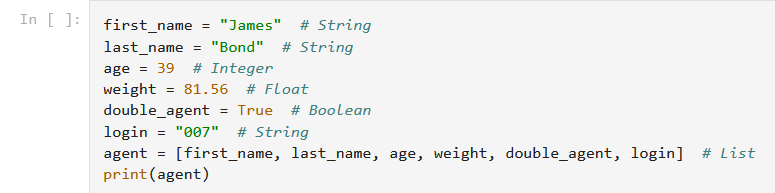 In [ ]:
first_name = "James"  # String
last_name = "Bond"  # String
age = 39  # Integer
weight = 81.56  # Float
double_agent = True  # Boolean
login = "007"  # String
agent = [first_name, last_name, age, weight, double_agent, login]  # List
print(agent)